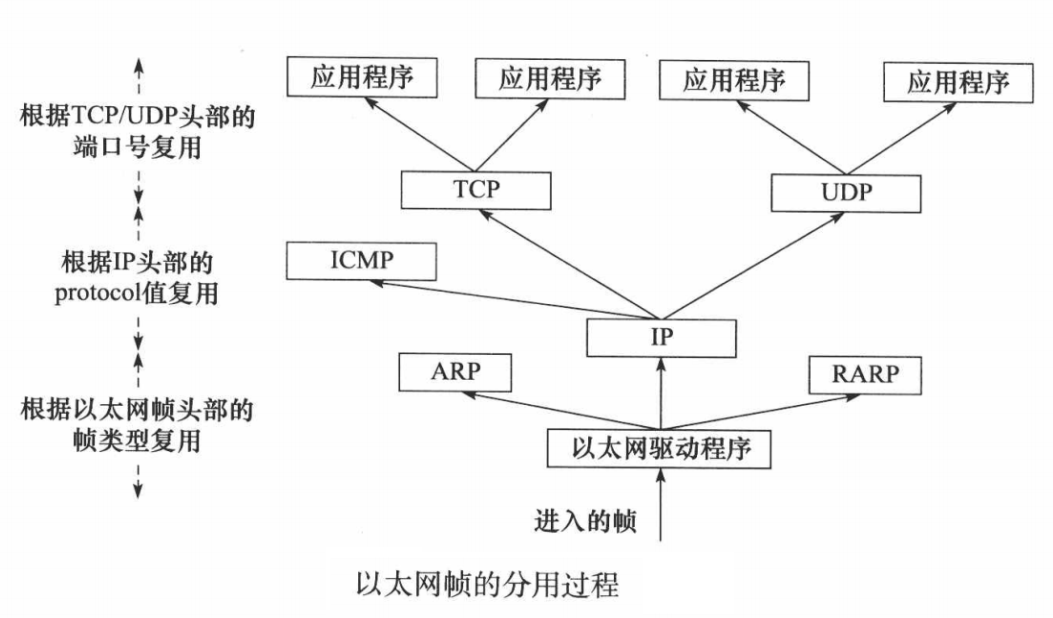 应用程序
应用程序
应用程序
应用程序
根据TCP/UDP头部的
端口号复用
TCP
UDP
根据IP头部的
protocol值复用
ICMP
IP
ARP
RARP
根据以太网帧头部的
帧类型复用
以太网驱动程序
进入的帧
以太网帧的分用过程